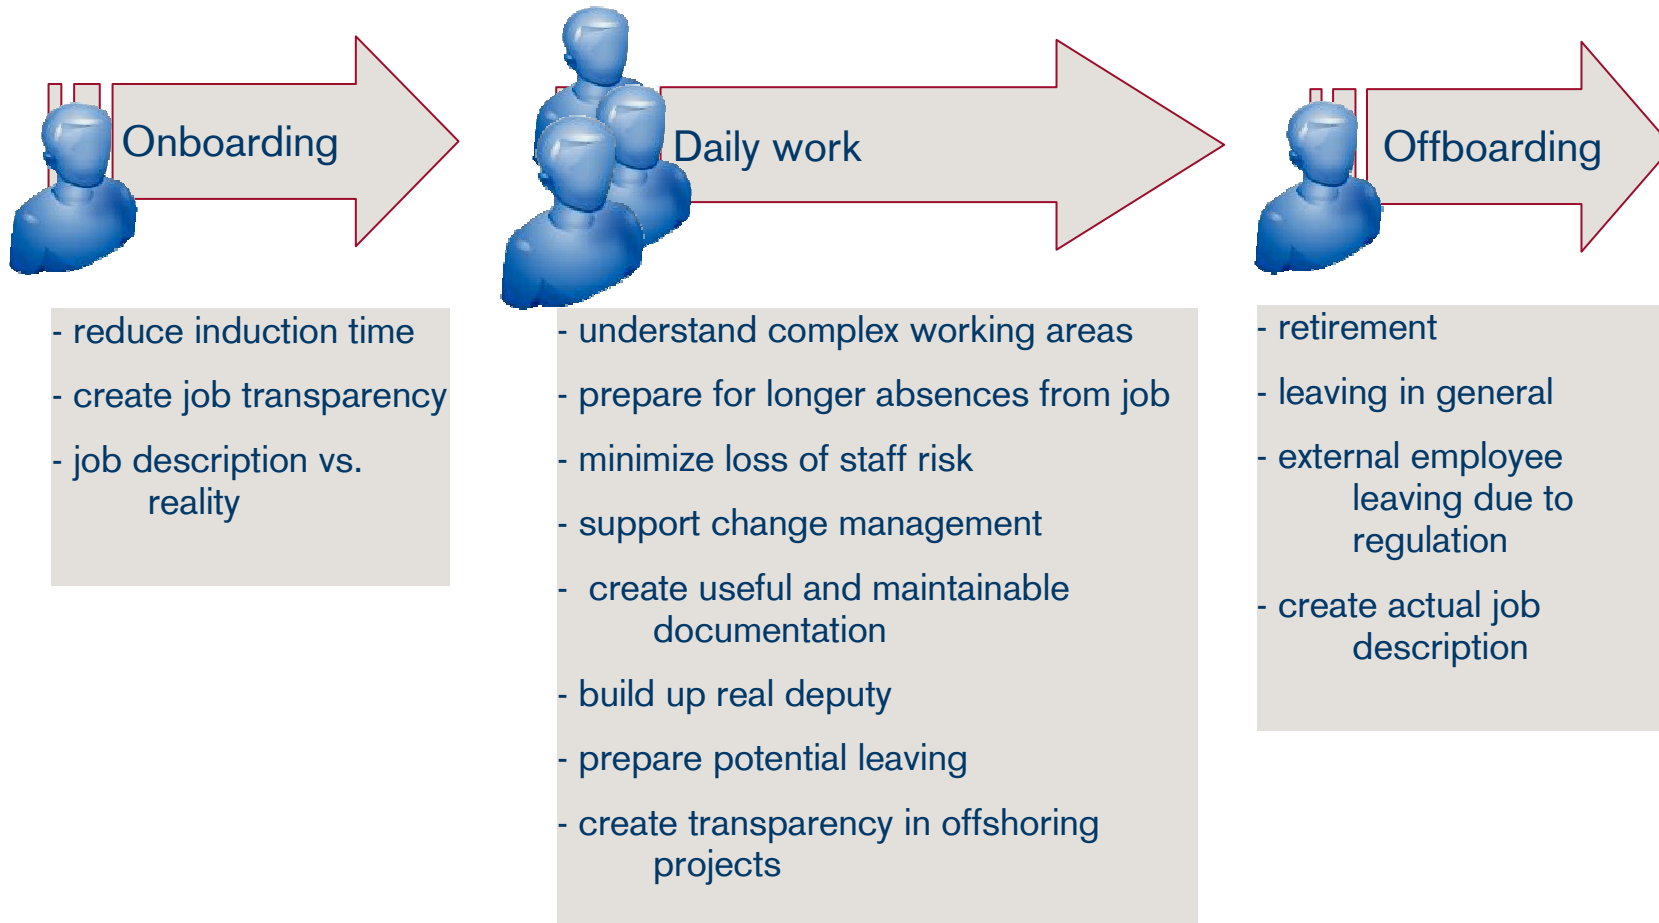 Onboarding
- reduce induction time
- create job transparency
- job description vs.
reality
Daily work
- understand complex working areas
- prepare for longer absences from job
- minimize loss of staff risk
- support change management
- create useful and maintainable
documentation
- build up real deputy
- prepare potential leaving
- create transparency in offshoring
projects
Offboarding
- retirement
- leaving in general
- external employee
leaving due to
regulation
- create actual job
description